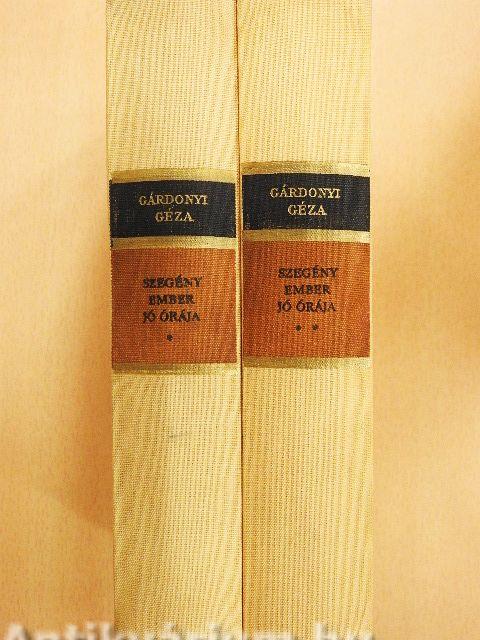 GÁRDONYI
GÉZA
SZEGÉNY
EMBER
JÓ ÓRÁJA
*
GÁRDONYI
GÉZA
SZEGÉNY
EMBER
JÓ ÓRÁJA
* *